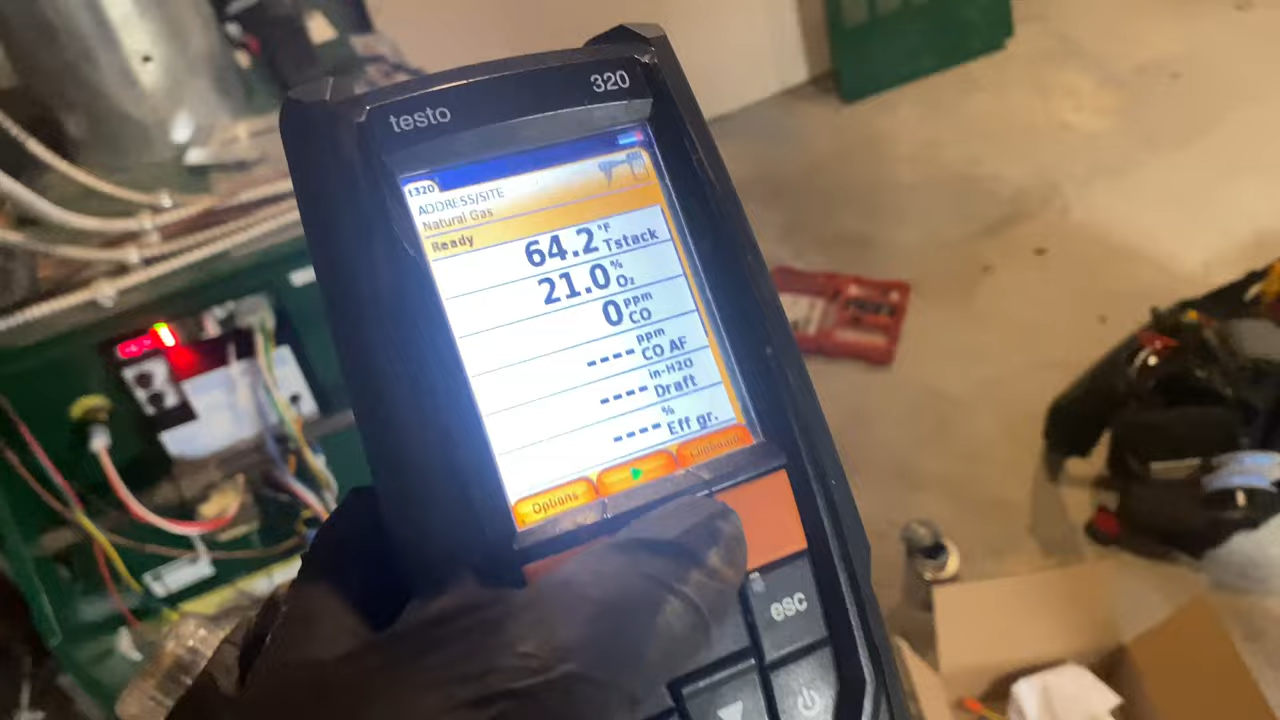 testo 320
t320
ADDRESS/SITE
Natural Gas
Ready
64.2 °F Tstack
21.0 % O₂
0 ppm CO
---- ppm CO AF
---- in-H2O Draft
---- % Eff gr.
Options Clipboard
esc